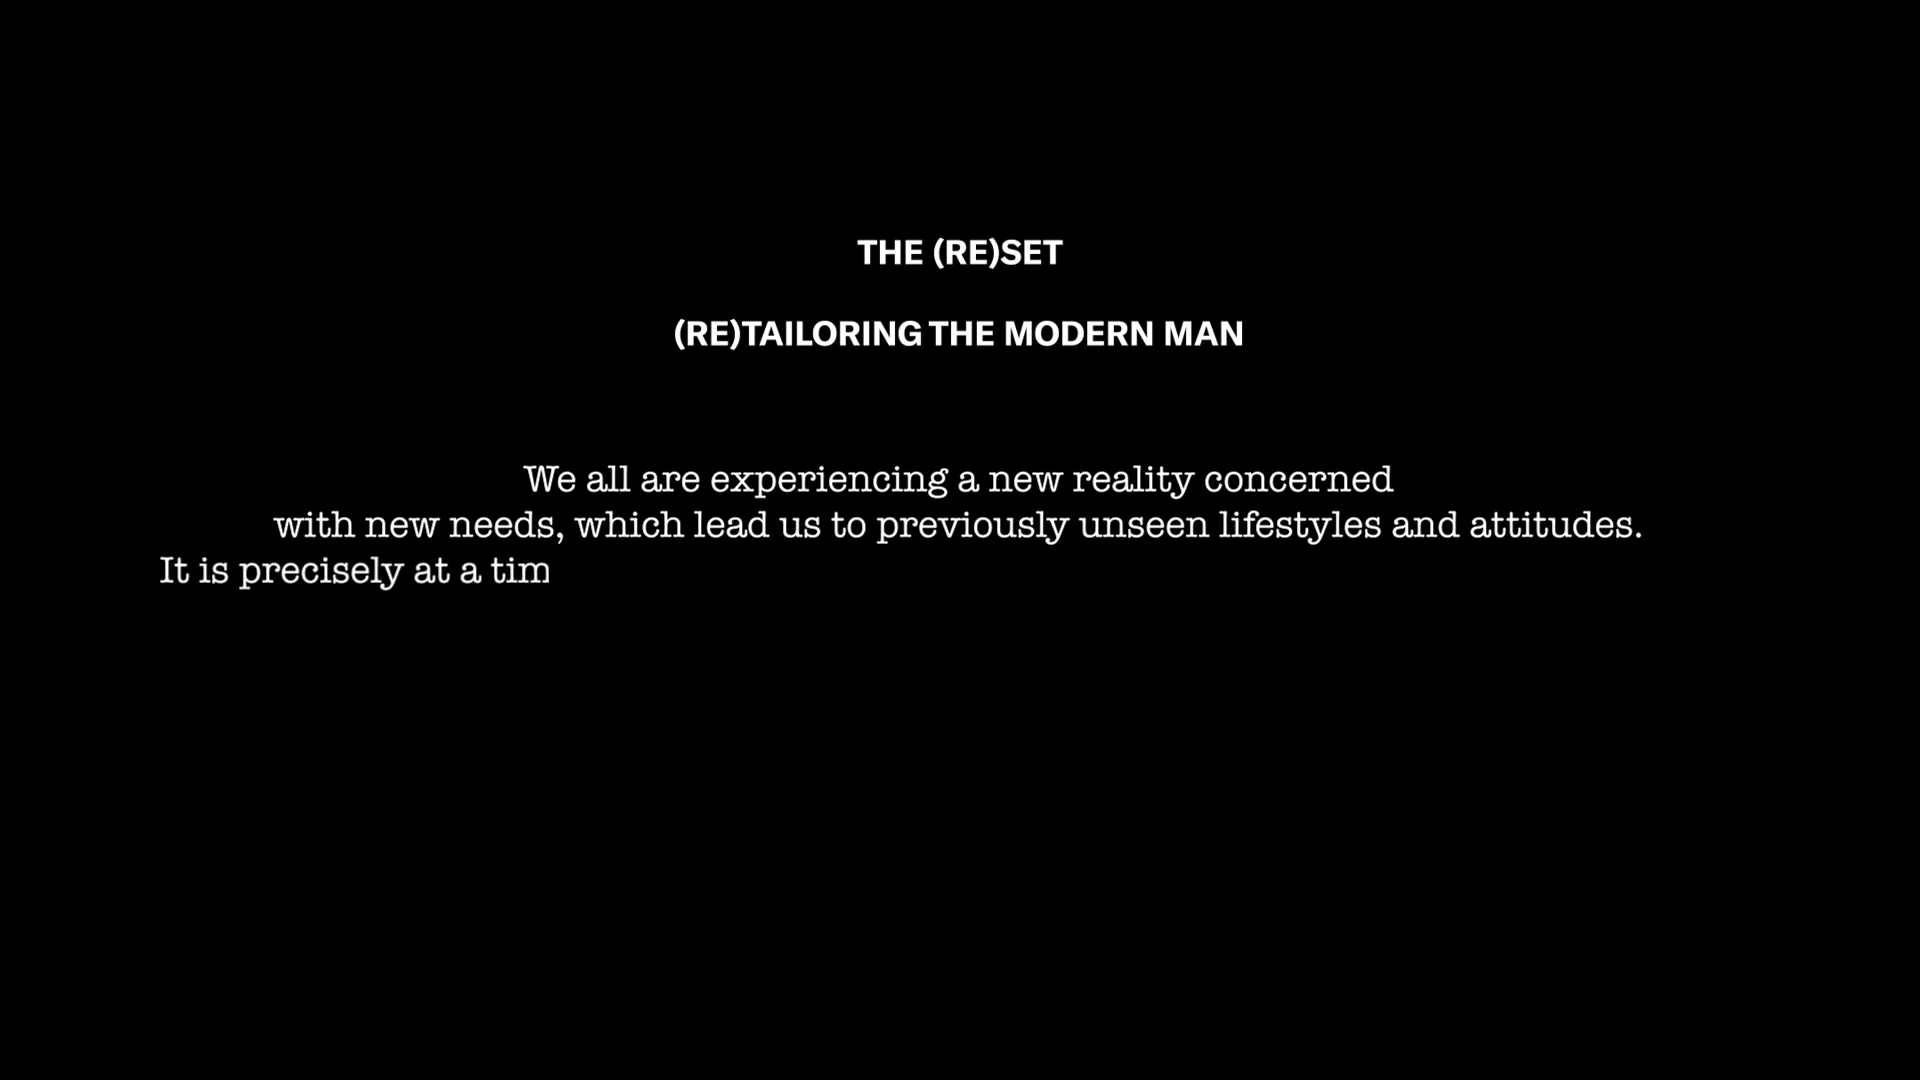 THE (RE)SET
(RE)TAILORING THE MODERN MAN
We all are experiencing a new reality concerned
with new needs, which lead us to previously unseen lifestyles and attitudes.
It is precisely at a tim